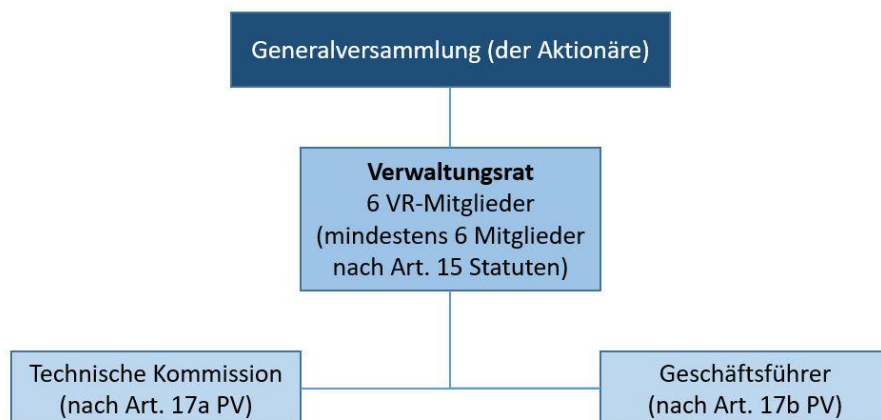 Generalversammlung (der Aktionäre)
Verwaltungsrat
6 VR-Mitglieder
(mindestens 6 Mitglieder
nach Art. 15 Statuten)
Technische Kommission
(nach Art. 17a PV)
Geschäftsführer
(nach Art. 17b PV)